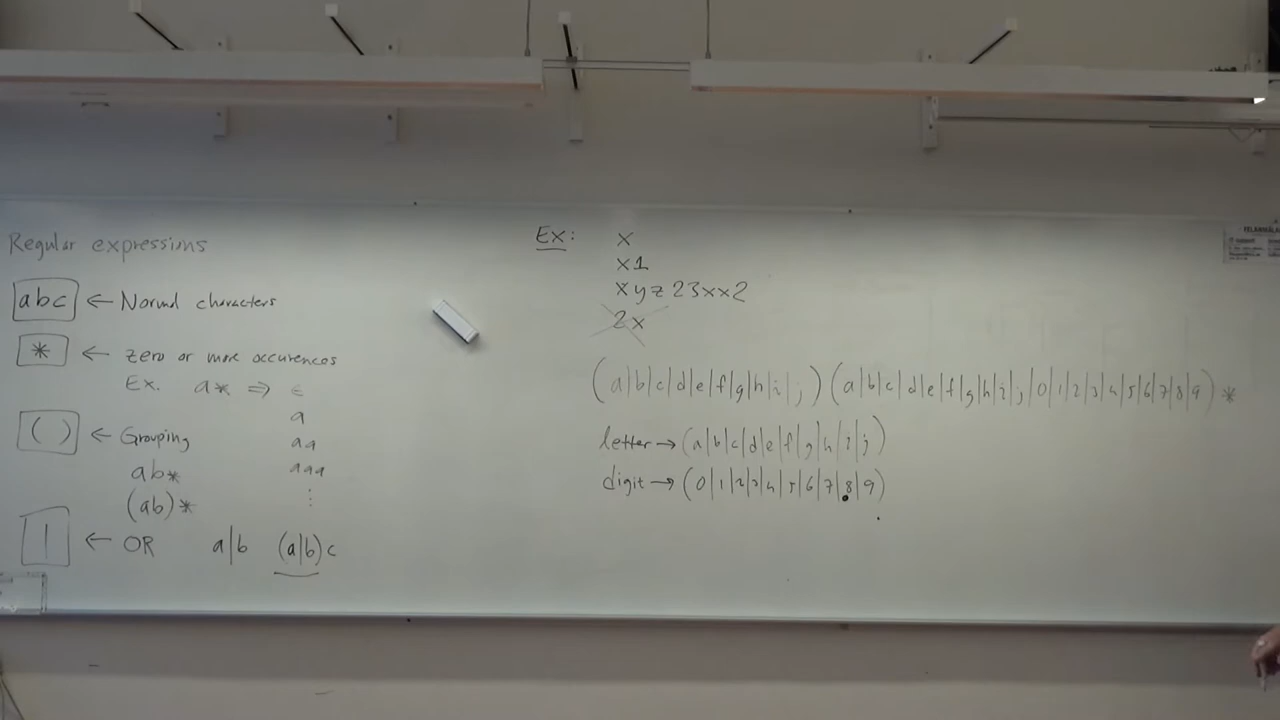 Regular expressions
abc ← Normal characters
* ← zero or more occurences
Ex. a* ⇒ ε
a
aa
aaa
⋮
( ) ← Grouping
ab*
(ab)*
| ← OR a|b (a|b)c
Ex:
x
x1
xyz23xx2
2x
(a|b|c|d|e|f|g|h|i|j)(a|b|c|d|e|f|g|h|i|j|0|1|2|3|4|5|6|7|8|9)*
letter → (a|b|c|d|e|f|g|h|i|j)
digit → (0|1|2|3|4|5|6|7|8|9)
FELANMÄLAN